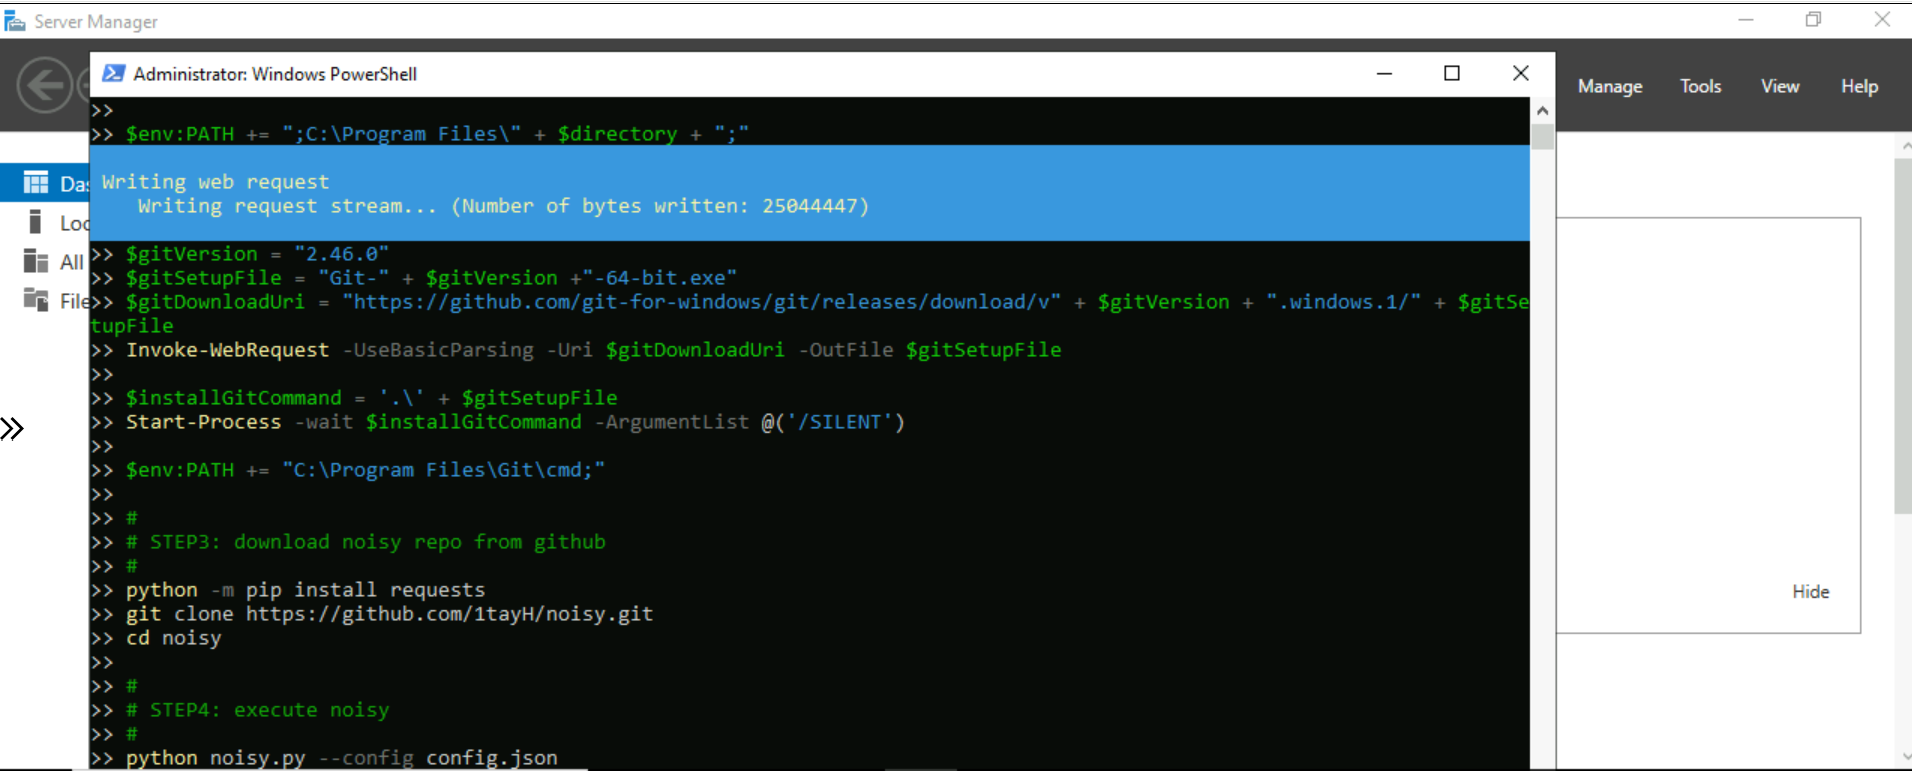 Server Manager
Administrator: Windows PowerShell
Manage Tools View Help
>>
>> $env:PATH += ";C:\Program Files\" + $directory + ";"
Writing web request
Writing request stream... (Number of bytes written: 25044447)
Das
Loc
All
File
>> $gitVersion = "2.46.0"
>> $gitSetupFile = "Git-" + $gitVersion +"-64-bit.exe"
>> $gitDownloadUri = "https://github.com/git-for-windows/git/releases/download/v" + $gitVersion + ".windows.1/" + $gitSe
tupFile
>> Invoke-WebRequest -UseBasicParsing -Uri $gitDownloadUri -OutFile $gitSetupFile
>>
>> $installGitCommand = '.\' + $gitSetupFile
>> Start-Process -wait $installGitCommand -ArgumentList @('/SILENT')
>>
>> $env:PATH += "C:\Program Files\Git\cmd;"
>>
>> #
>> # STEP3: download noisy repo from github
>> #
>> python -m pip install requests
>> git clone https://github.com/1tayH/noisy.git
>> cd noisy
>>
>> #
>> # STEP4: execute noisy
>> #
>> python noisy.py --config config.json
Hide